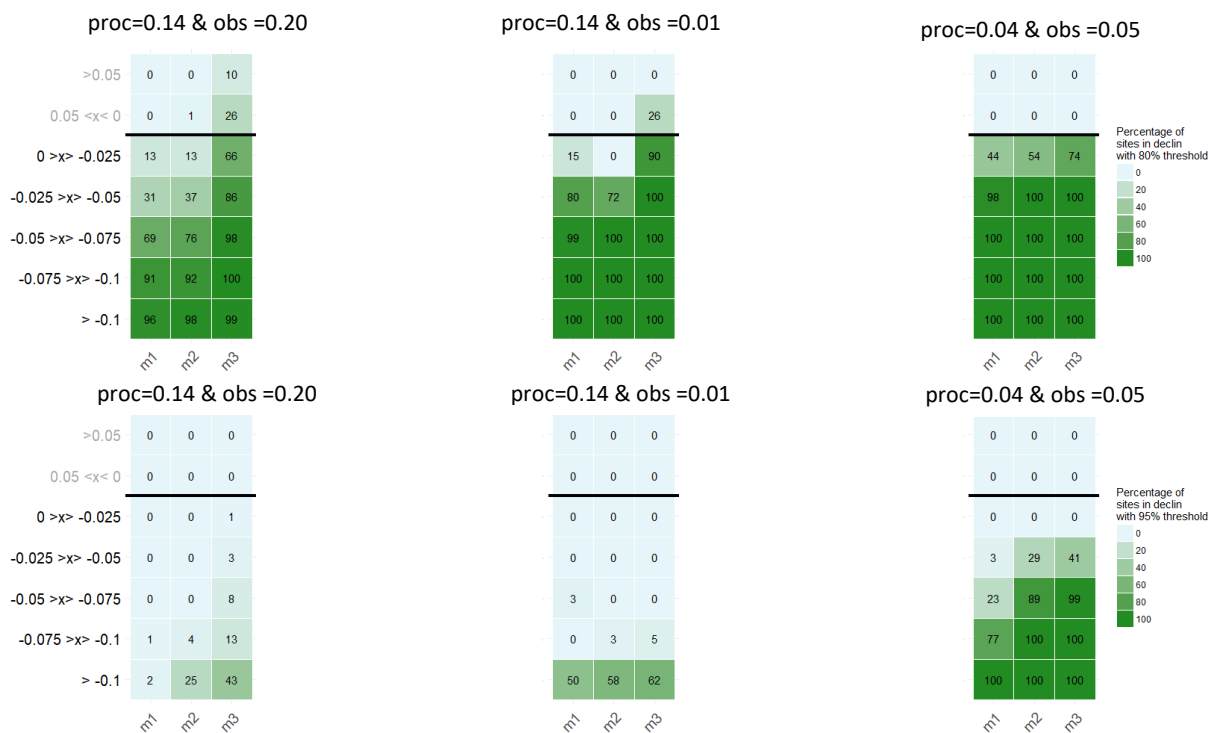 proc=0.14 & obs =0.20 proc=0.14 & obs =0.01 proc=0.04 & obs =0.05
>0.05 0 0 10 0 0 0 0 0 0
0.05 <x< 0 0 1 26 0 0 26 0 0 0
0 >x> -0.025 13 13 66 15 0 90 44 54 74
-0.025 >x> -0.05 31 37 86 80 72 100 98 100 100
-0.05 >x> -0.075 69 76 98 99 100 100 100 100 100
-0.075 >x> -0.1 91 92 100 100 100 100 100 100 100
> -0.1 96 98 99 100 100 100 100 100 100
m1 m2 m3 m1 m2 m3 m1 m2 m3
Percentage of
sites in declin
with 80% threshold
0
20
40
60
80
100
proc=0.14 & obs =0.20 proc=0.14 & obs =0.01 proc=0.04 & obs =0.05
>0.05 0 0 0 0 0 0 0 0 0
0.05 <x< 0 0 0 0 0 0 0 0 0 0
0 >x> -0.025 0 0 1 0 0 0 0 0 0
-0.025 >x> -0.05 0 0 3 0 0 0 3 29 41
-0.05 >x> -0.075 0 0 8 3 0 0 23 89 99
-0.075 >x> -0.1 1 4 13 0 3 5 77 100 100
> -0.1 2 25 43 50 58 62 100 100 100
m1 m2 m3 m1 m2 m3 m1 m2 m3
Percentage of
sites in declin
with 95% threshold
0
20
40
60
80
100